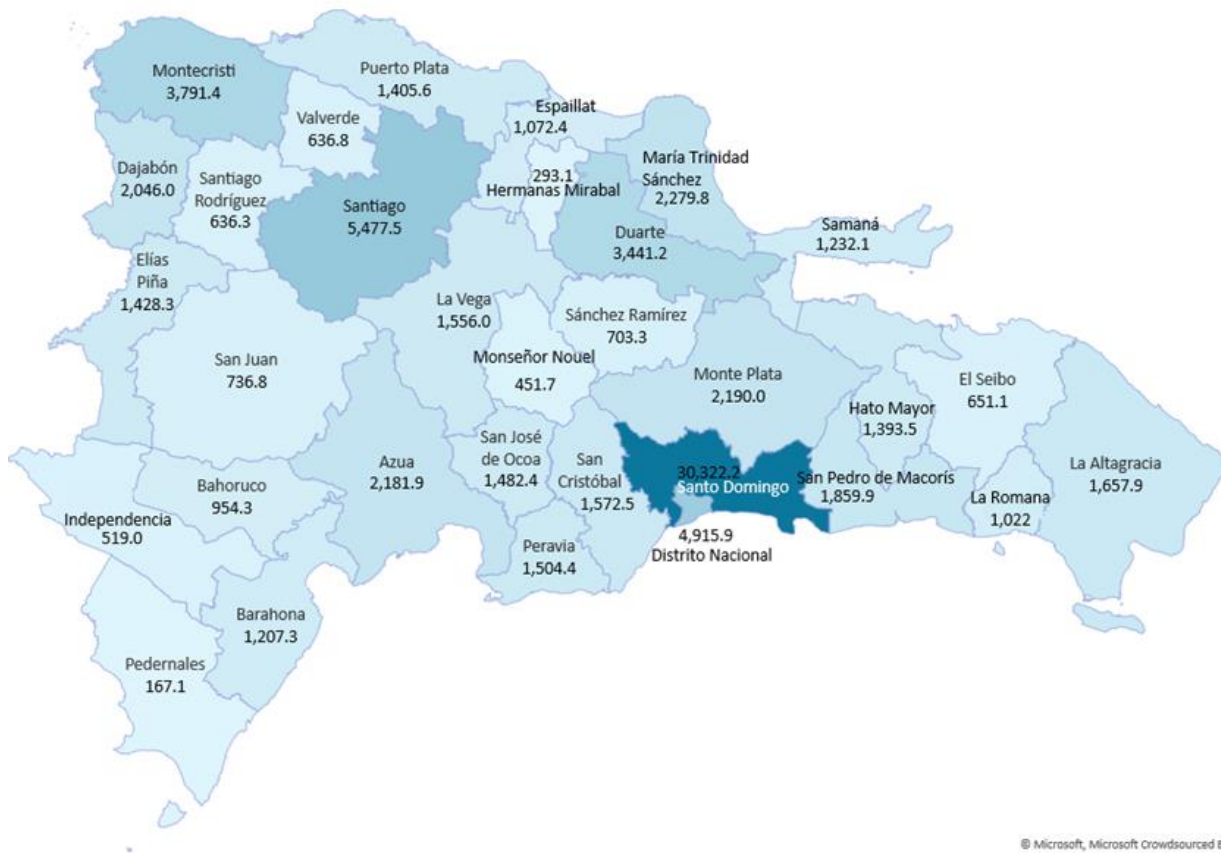 Montecristi
3,791.4
Puerto Plata
1,405.6
Valverde
636.8
Espaillat
1,072.4
Dajabón
2,046.0
Santiago
Rodríguez
636.3
Santiago
5,477.5
293.1
Hermanas Mirabal
María Trinidad
Sánchez
2,279.8
Duarte
3,441.2
Samaná
1,232.1
Elías
Piña
1,428.3
La Vega
1,556.0
Sánchez Ramírez
703.3
San Juan
736.8
Monseñor Nouel
451.7
Monte Plata
2,190.0
Hato Mayor
1,393.5
El Seibo
651.1
La Altagracia
1,657.9
Azua
2,181.9
San José
de Ocoa
1,482.4
San
Cristóbal
1,572.5
30,322.2
Santo Domingo
San Pedro de Macorís
1,859.9
La Romana
1,022
Bahoruco
954.3
Independencia
519.0
4,915.9
Distrito Nacional
Peravia
1,504.4
Barahona
1,207.3
Pedernales
167.1
© Microsoft, Microsoft Crowdsourced E